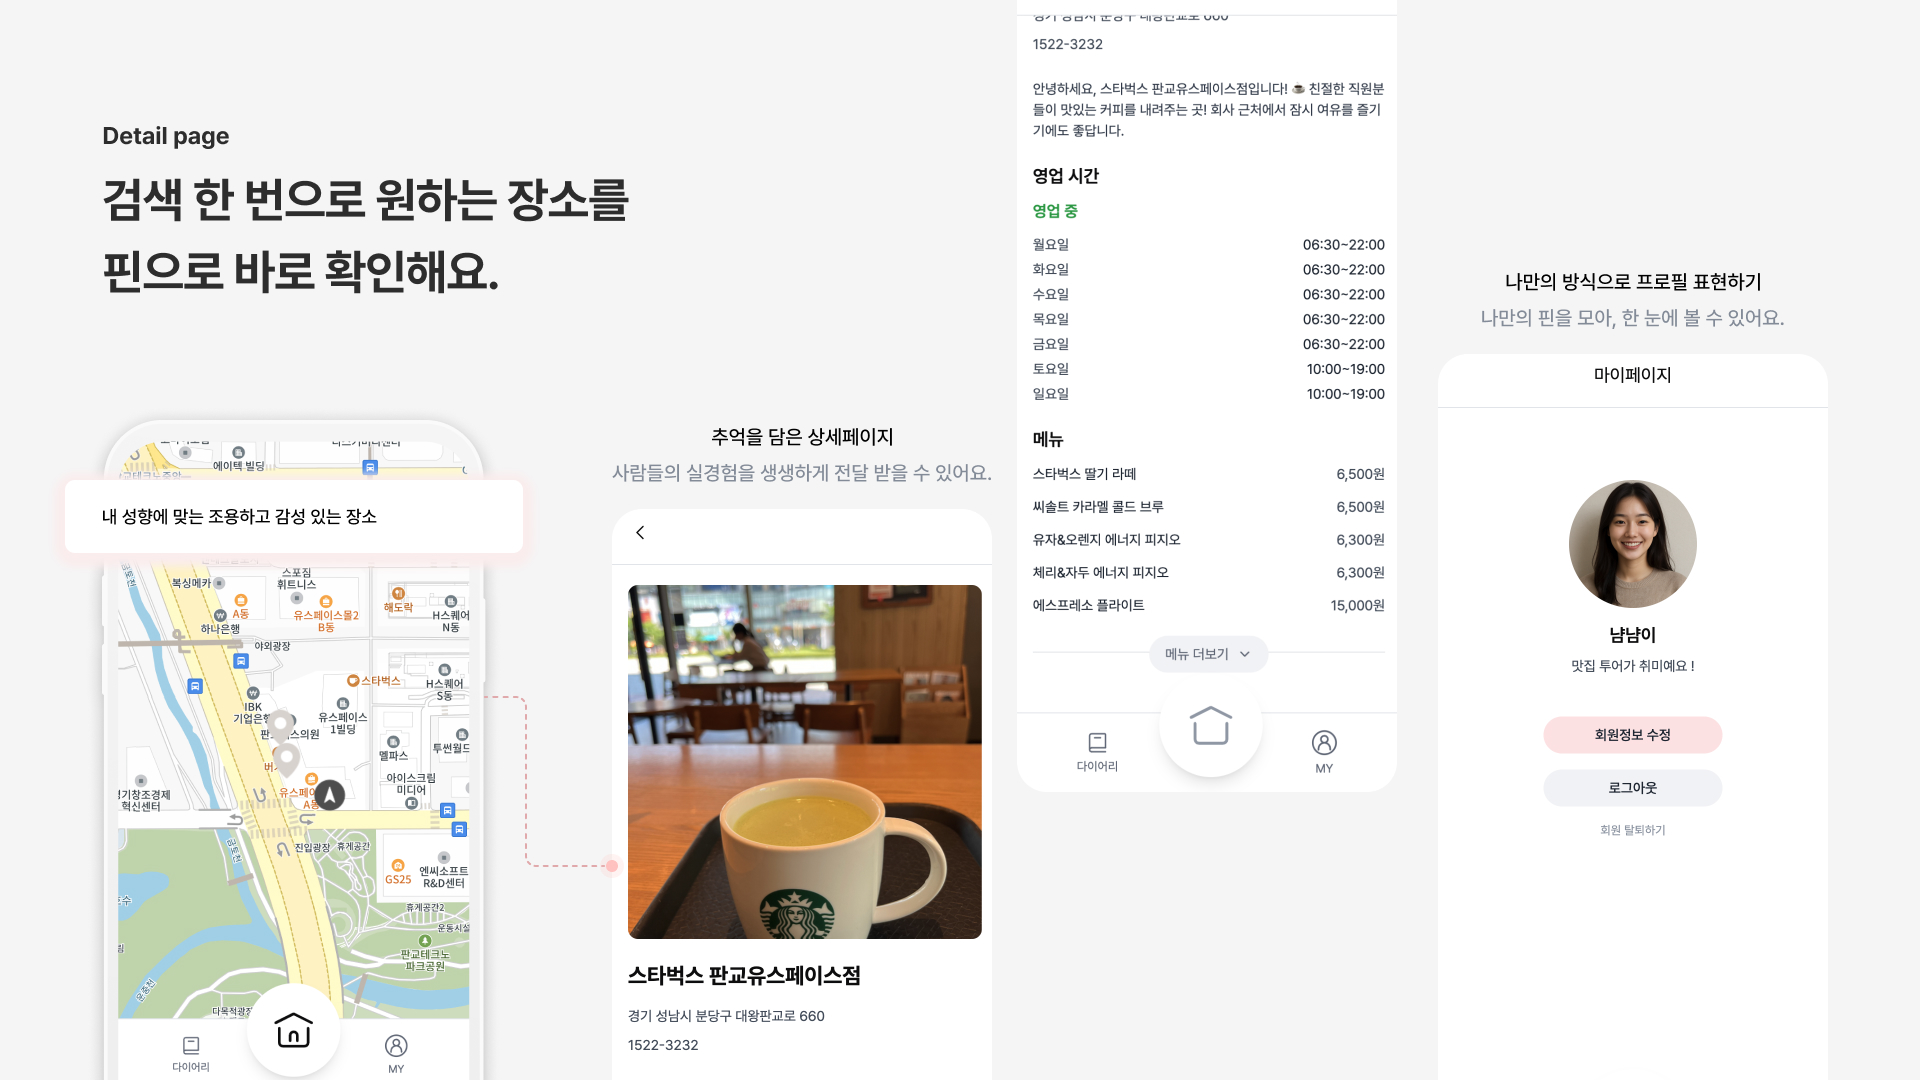 Detail page
검색 한 번으로 원하는 장소를
핀으로 바로 확인해요.
에이텍 빌딩
내 성향에 맞는 조용하고 감성 있는 장소
금토천
복싱메카
스포짐
휘트니스
A동
하나은행
유스페이스몰2
B동
해도락
H스퀘어
N동
야외광장
스타벅스
H스퀘어
S동
IBK
기업은행
유스페이스
1빌딩
멜파스
투썬월드
아이스크림
미디어
경기창조경제
혁신센터
A동
금토천
진입광장
휴게공간
GS25
엔씨소프트
R&D센터
휴게공간2
운동시설
판교테크노
파크공원
운중천
다목적광장
다이어리
MY
추억을 담은 상세페이지
사람들의 실경험을 생생하게 전달 받을 수 있어요.
스타벅스 판교유스페이스점
경기 성남시 분당구 대왕판교로 660
1522-3232
경기 성남시 분당구 대왕판교로 660
1522-3232
안녕하세요, 스타벅스 판교유스페이스점입니다! ☕ 친절한 직원분
들이 맛있는 커피를 내려주는 곳! 회사 근처에서 잠시 여유를 즐기
기에도 좋답니다.
영업 시간
영업 중
월요일 06:30~22:00
화요일 06:30~22:00
수요일 06:30~22:00
목요일 06:30~22:00
금요일 06:30~22:00
토요일 10:00~19:00
일요일 10:00~19:00
메뉴
스타벅스 딸기 라떼 6,500원
씨솔트 카라멜 콜드 브루 6,500원
유자&오렌지 에너지 피지오 6,300원
체리&자두 에너지 피지오 6,300원
에스프레소 플라이트 15,000원
메뉴 더보기
다이어리
MY
나만의 방식으로 프로필 표현하기
나만의 핀을 모아, 한 눈에 볼 수 있어요.
마이페이지
냠냠이
맛집 투어가 취미예요 !
회원정보 수정
로그아웃
회원 탈퇴하기